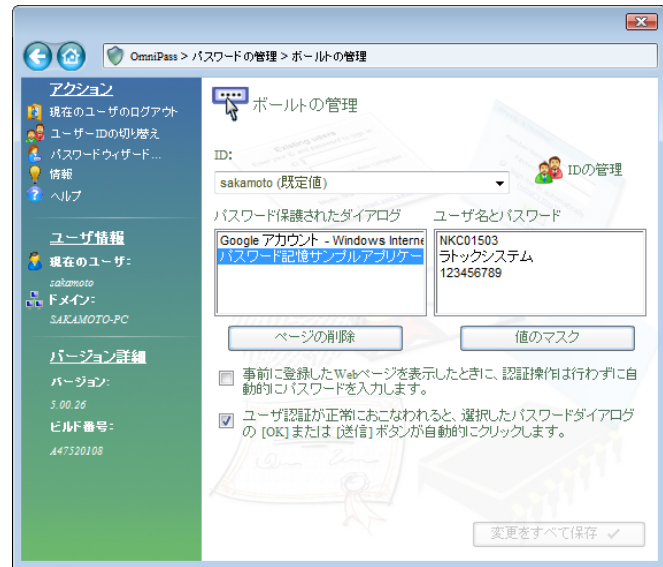 OmniPass > パスワードの管理 > ボールトの管理
アクション
現在のユーザのログアウト
ユーザーIDの切り替え
パスワードウィザード...
情報
ヘルプ
ユーザ情報
現在のユーザ:
sakamoto
ドメイン:
SAKAMOTO-PC
バージョン詳細
バージョン:
5.00.26
ビルド番号:
A47520108
ボールトの管理
ID:
sakamoto (既定値)
IDの管理
パスワード保護されたダイアログ
Google アカウント - Windows Interne
パスワード記憶サンプルアプリケー
ページの削除
ユーザ名とパスワード
NKC01503
ラトックシステム
123456789
値のマスク
事前に登録したWebページを表示したときに、認証操作は行わずに自
動的にパスワードを入力します。
ユーザ認証が正常におこなわれると、選択したパスワードダイアログ
の [OK] または [送信] ボタンが自動的にクリックします。
変更をすべて保存